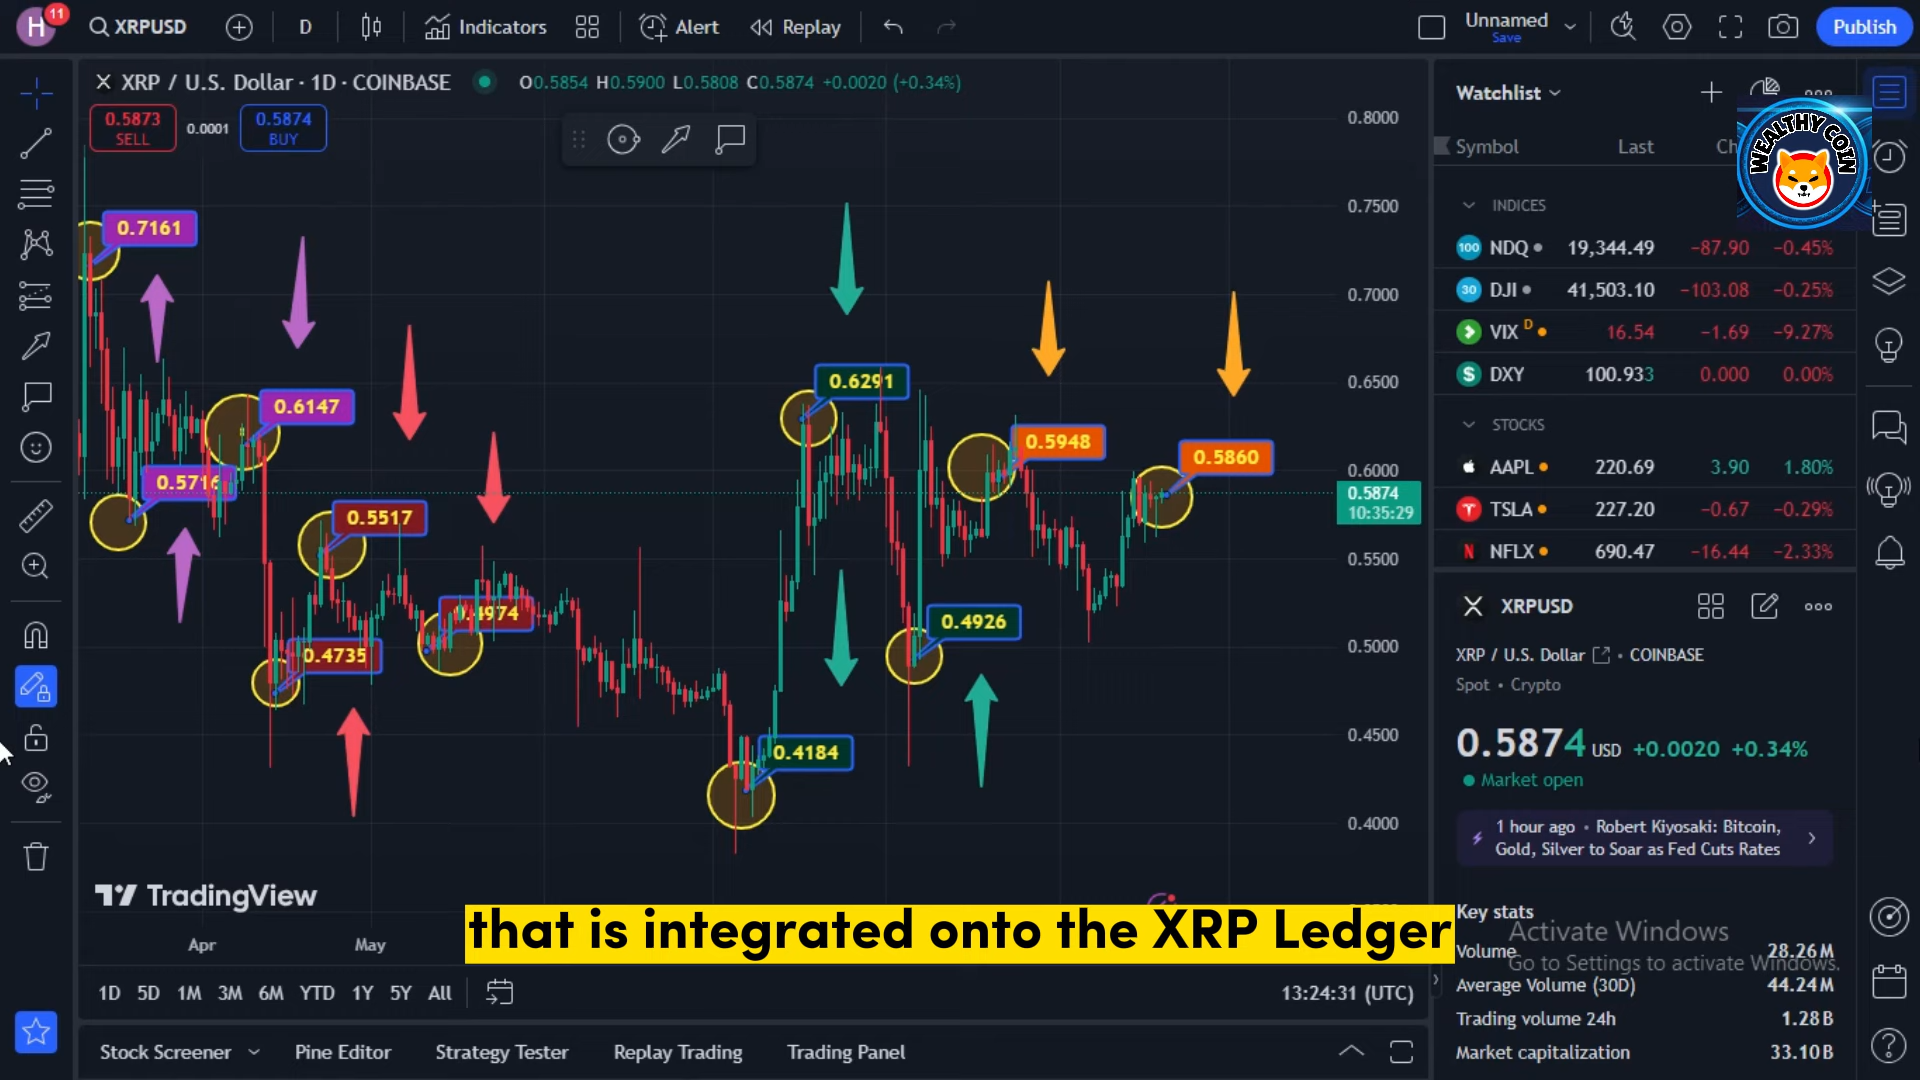 H
11
XRPUSD
D
Indicators
Alert
Replay
Unnamed
Save
Publish
X XRP / U.S. Dollar · 1D · COINBASE
O0.5854 H0.5900 L0.5808 C0.5874 +0.0020 (+0.34%)
0.5873
SELL
0.0001
0.5874
BUY
0.8000
0.7500
0.7000
0.6500
0.6000
0.5874
10:35:29
0.5500
0.5000
0.4500
0.4000
0.7161
0.6147
0.5716
0.5517
0.4974
0.4735
0.6291
0.5948
0.5860
0.4926
0.4184
TradingView
that is integrated onto the XRP Ledger
Apr
May
1D 5D 1M 3M 6M YTD 1Y 5Y All
13:24:31 (UTC)
Stock Screener
Pine Editor
Strategy Tester
Replay Trading
Trading Panel
Watchlist
WEALTHY COIN
Symbol Last Ch
INDICES
100 NDQ 19,344.49 −87.90 −0.45%
30 DJI 41,503.10 −103.08 −0.25%
VIX D 16.54 −1.69 −9.27%
$ DXY 100.933 0.000 0.00%
STOCKS
AAPL 220.69 3.90 1.80%
T TSLA 227.20 −0.67 −0.29%
N NFLX 690.47 −16.44 −2.33%
X XRPUSD
XRP / U.S. Dollar • COINBASE
Spot • Crypto
0.5874 USD +0.0020 +0.34%
Market open
1 hour ago • Robert Kiyosaki: Bitcoin,
Gold, Silver to Soar as Fed Cuts Rates
Key stats
Activate Windows
Volume 28.26M
Go to Settings to activate Windows.
Average Volume (30D) 44.24M
Trading volume 24h 1.28B
Market capitalization 33.10B